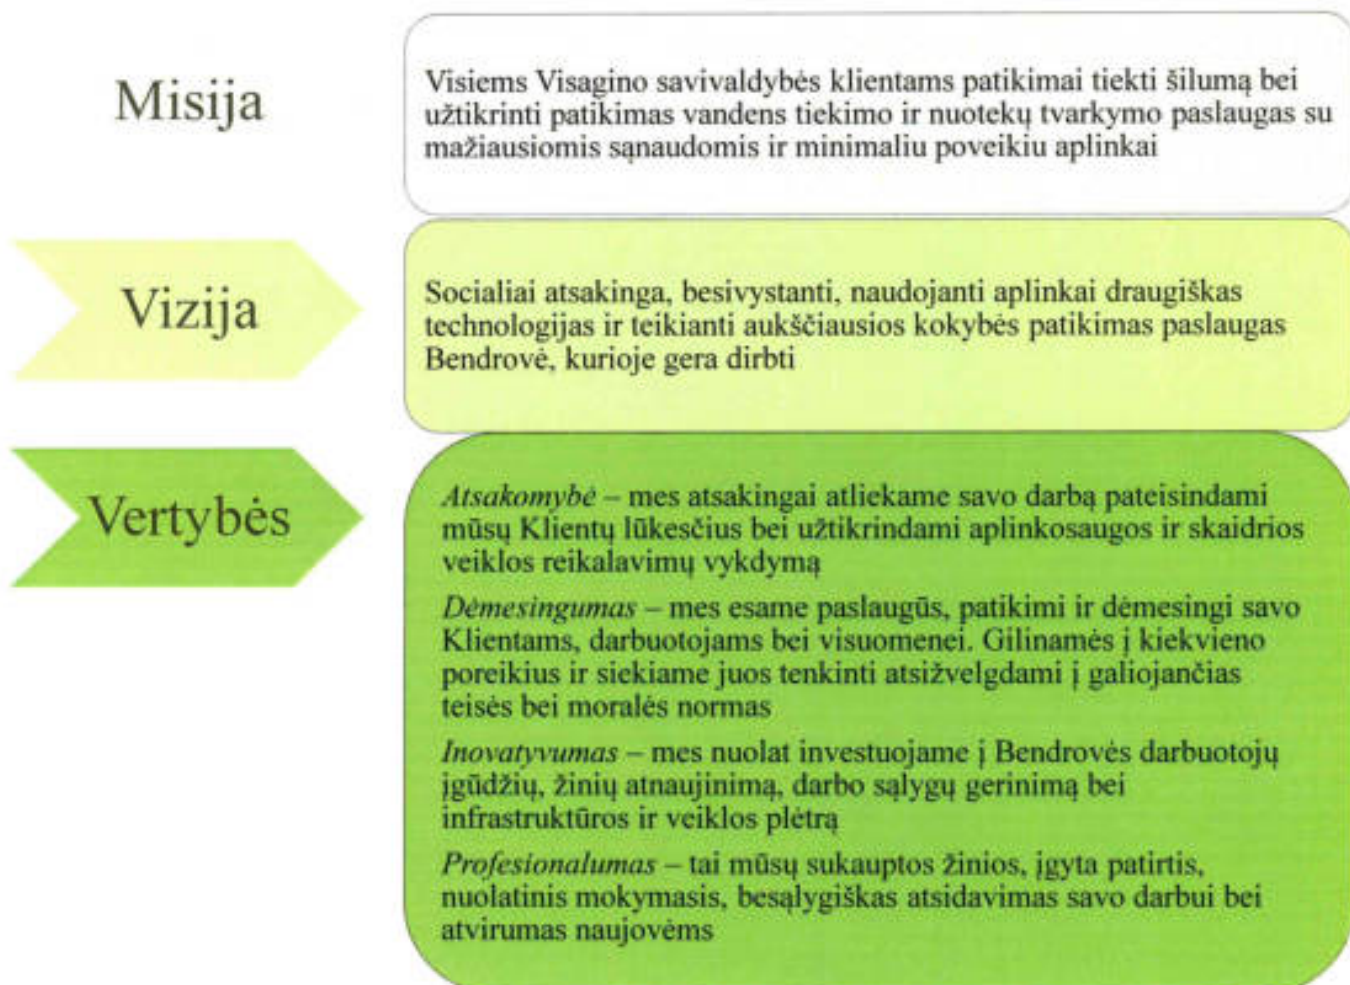 Misija
Visiems Visagino savivaldybės klientams patikimai tiekti šilumą bei
užtikrinti patikimas vandens tiekimo ir nuotekų tvarkymo paslaugas su
mažiausiomis sąnaudomis ir minimaliu poveikiu aplinkai
Vizija
Socialiai atsakinga, besivystanti, naudojanti aplinkai draugiškas
technologijas ir teikianti aukščiausios kokybės patikimas paslaugas
Bendrovė, kurioje gera dirbti
Vertybės
Atsakomybė – mes atsakingai atliekame savo darbą pateisindami
mūsų Klientų lūkesčius bei užtikrindami aplinkosaugos ir skaidrios
veiklos reikalavimų vykdymą
Dėmesingumas – mes esame paslaugūs, patikimi ir dėmesingi savo
Klientams, darbuotojams bei visuomenei. Gilinamės į kiekvieno
poreikius ir siekiame juos tenkinti atsižvelgdami į galiojančias
teisės bei moralės normas
Inovatyvumas – mes nuolat investuojame į Bendrovės darbuotojų
įgūdžių, žinių atnaujinimą, darbo sąlygų gerinimą bei
infrastruktūros ir veiklos plėtrą
Profesionalumas – tai mūsų sukauptos žinios, įgyta patirtis,
nuolatinis mokymasis, besąlygiškas atsidavimas savo darbui bei
atvirumas naujovėms